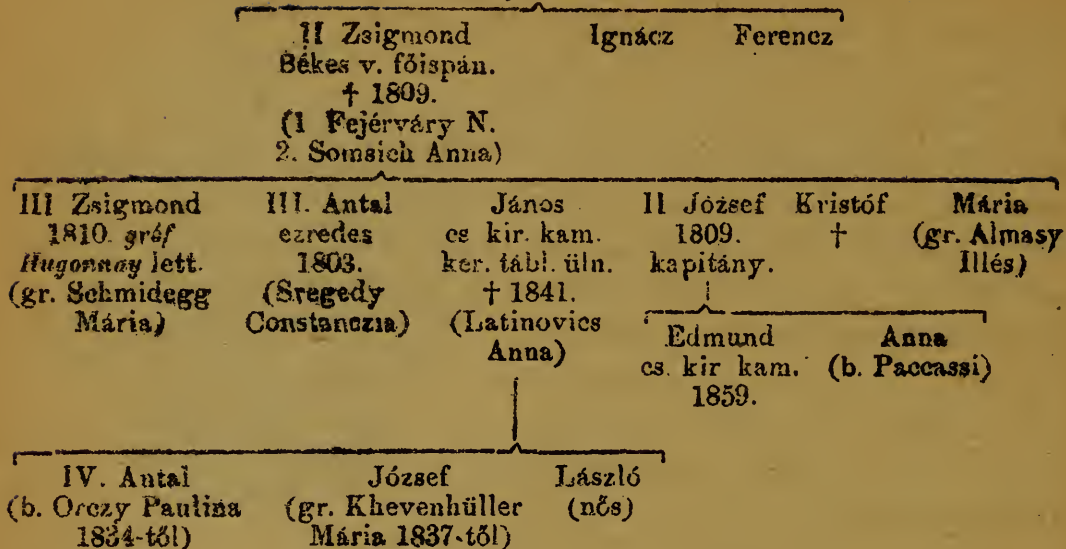 II Zsigmond Ignácz Ferencz
Békes v. főispán.
† 1809.
(1 Fejérváry N.
2. Somsich Anna)
III Zsigmond III. Antal János II József Kristóf Mária
1810. gróf ezredes cs kir. kam. 1809. † (gr. Almasy
Hugonnay lett. 1803. ker. tábl. üln. kapitány. Illés)
(gr. Schmidegg (Sregedy † 1841.
Mária) Constanczia) (Latinovics
Anna)
Edmund Anna
cs. kir kam. (b. Paccassi)
1859.
IV. Antal József László
(b. Orczy Paulina (gr. Khevenhüller (nős)
1834-től) Mária 1837-től)